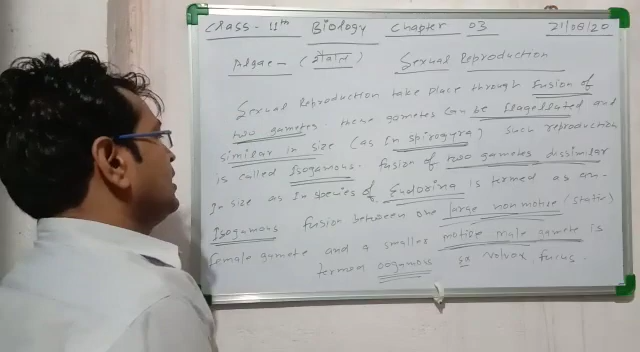 Class - 11th Biology Chapter 03 21/08/20
Algae - (शैवाल) Sexual Reproduction
Sexual Reproduction take place through fusion of
two gametes these gametes can be flagellated and
similar in size (as in spirogyra) such reproduction
is called Isogamous. fusion of two gametes dissimilar
In size as in species of Eudorina is termed as an-
Isogamous fusion between one large nonmotive (static)
female gamete and a smaller motive male gamete is
termed oogamous ex volvox, fucus.